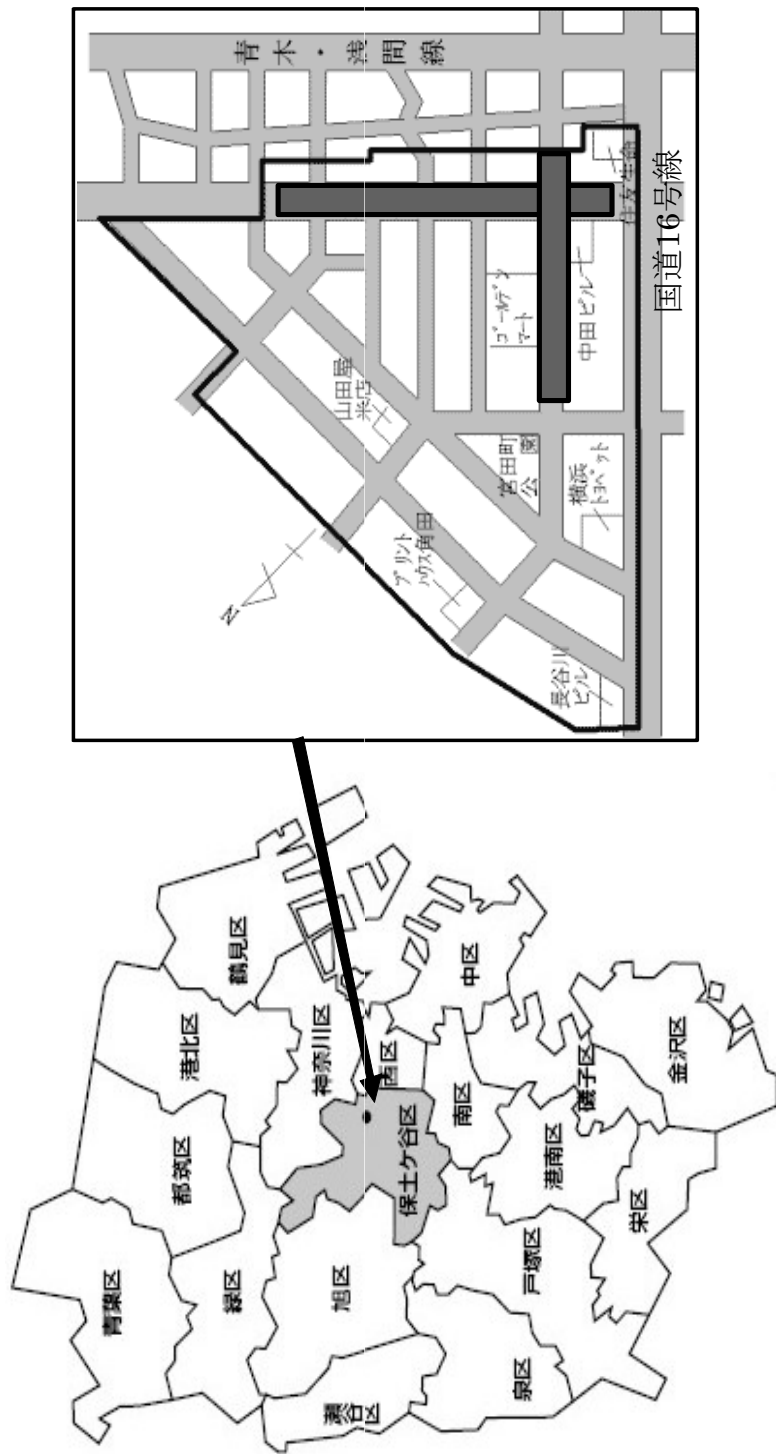 青木・浅間線
国道16号線
住友生命
中田ビル
ゴールデン
マート
山田屋
米店
宮田町
公園
横浜
トヨペット
プリント
ハウス角田
長谷川
ビル
N
青葉区
都筑区
港北区
鶴見区
緑区
神奈川区
旭区
保土ケ谷区
西区
瀬谷区
南区
中区
泉区
戸塚区
港南区
磯子区
栄区
金沢区